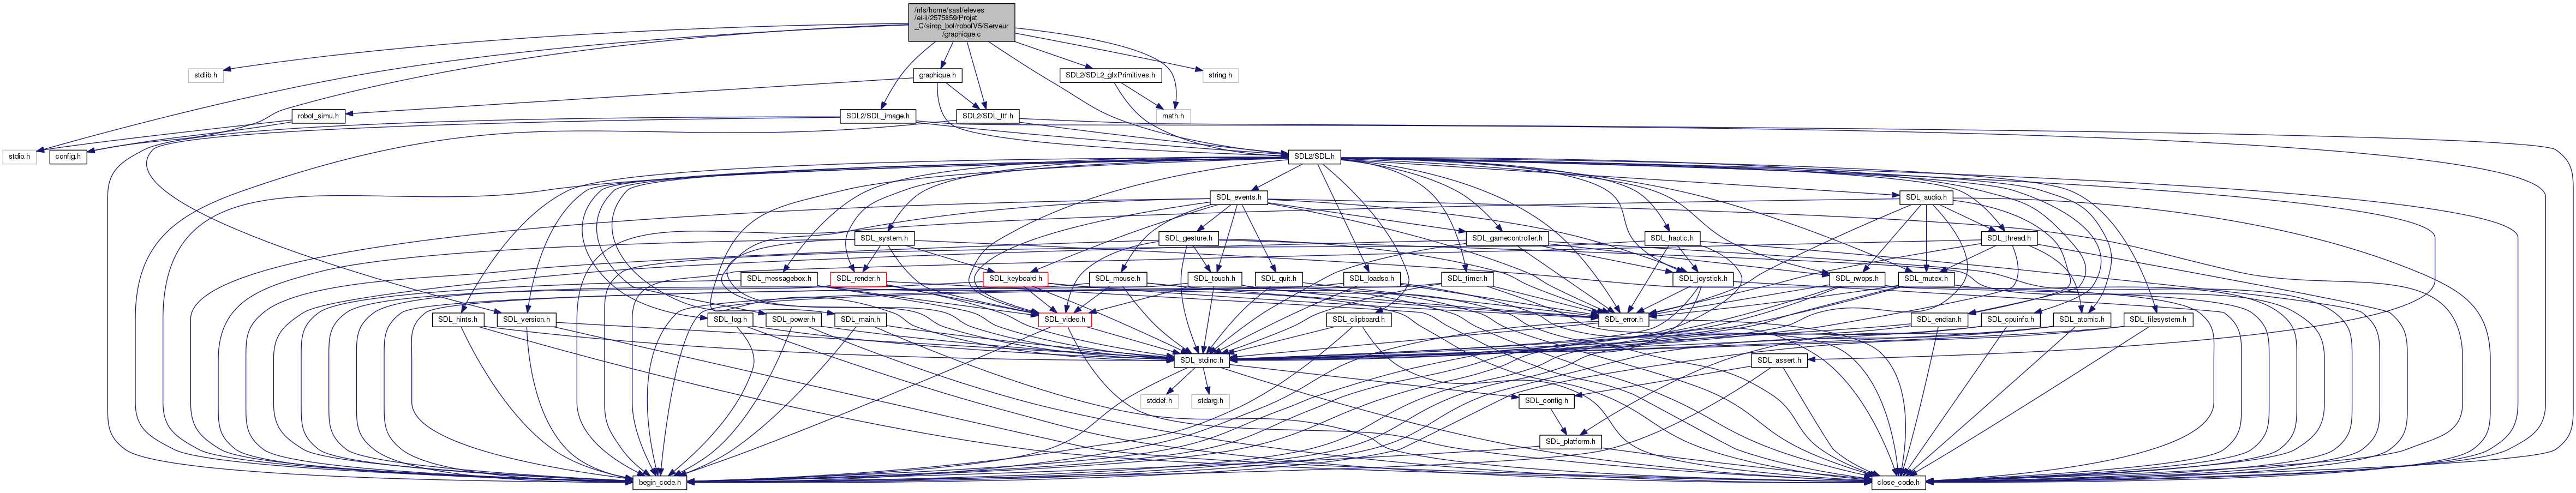 /nfs/home/sasl/eleves
/ei-ii/2575859/Projet
_C/sirop_bot/robotV5/Serveur
/graphique.c
stdlib.h
graphique.h
SDL2/SDL2_gfxPrimitives.h
string.h
robot_simu.h
SDL2/SDL_image.h
SDL2/SDL_ttf.h
math.h
stdio.h
config.h
SDL2/SDL.h
SDL_events.h
SDL_audio.h
SDL_system.h
SDL_gesture.h
SDL_gamecontroller.h
SDL_haptic.h
SDL_thread.h
SDL_messagebox.h
SDL_render.h
SDL_keyboard.h
SDL_mouse.h
SDL_touch.h
SDL_quit.h
SDL_loadso.h
SDL_timer.h
SDL_joystick.h
SDL_rwops.h
SDL_mutex.h
SDL_hints.h
SDL_version.h
SDL_log.h
SDL_power.h
SDL_main.h
SDL_video.h
SDL_clipboard.h
SDL_error.h
SDL_endian.h
SDL_cpuinfo.h
SDL_atomic.h
SDL_filesystem.h
SDL_stdinc.h
SDL_assert.h
stddef.h
stdarg.h
SDL_config.h
SDL_platform.h
begin_code.h
close_code.h